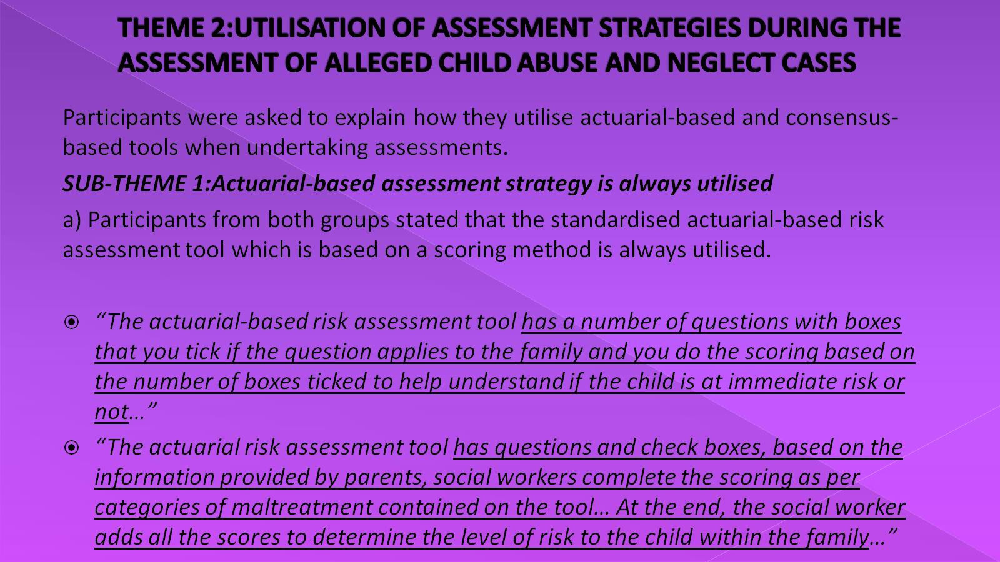 THEME 2:UTILISATION OF ASSESSMENT STRATEGIES DURING THE
ASSESSMENT OF ALLEGED CHILD ABUSE AND NEGLECT CASES
Participants were asked to explain how they utilise actuarial-based and consensus-
based tools when undertaking assessments.
SUB-THEME 1:Actuarial-based assessment strategy is always utilised
a) Participants from both groups stated that the standardised actuarial-based risk
assessment tool which is based on a scoring method is always utilised.
“The actuarial-based risk assessment tool has a number of questions with boxes
that you tick if the question applies to the family and you do the scoring based on
the number of boxes ticked to help understand if the child is at immediate risk or
not…”
“The actuarial risk assessment tool has questions and check boxes, based on the
information provided by parents, social workers complete the scoring as per
categories of maltreatment contained on the tool… At the end, the social worker
adds all the scores to determine the level of risk to the child within the family…”